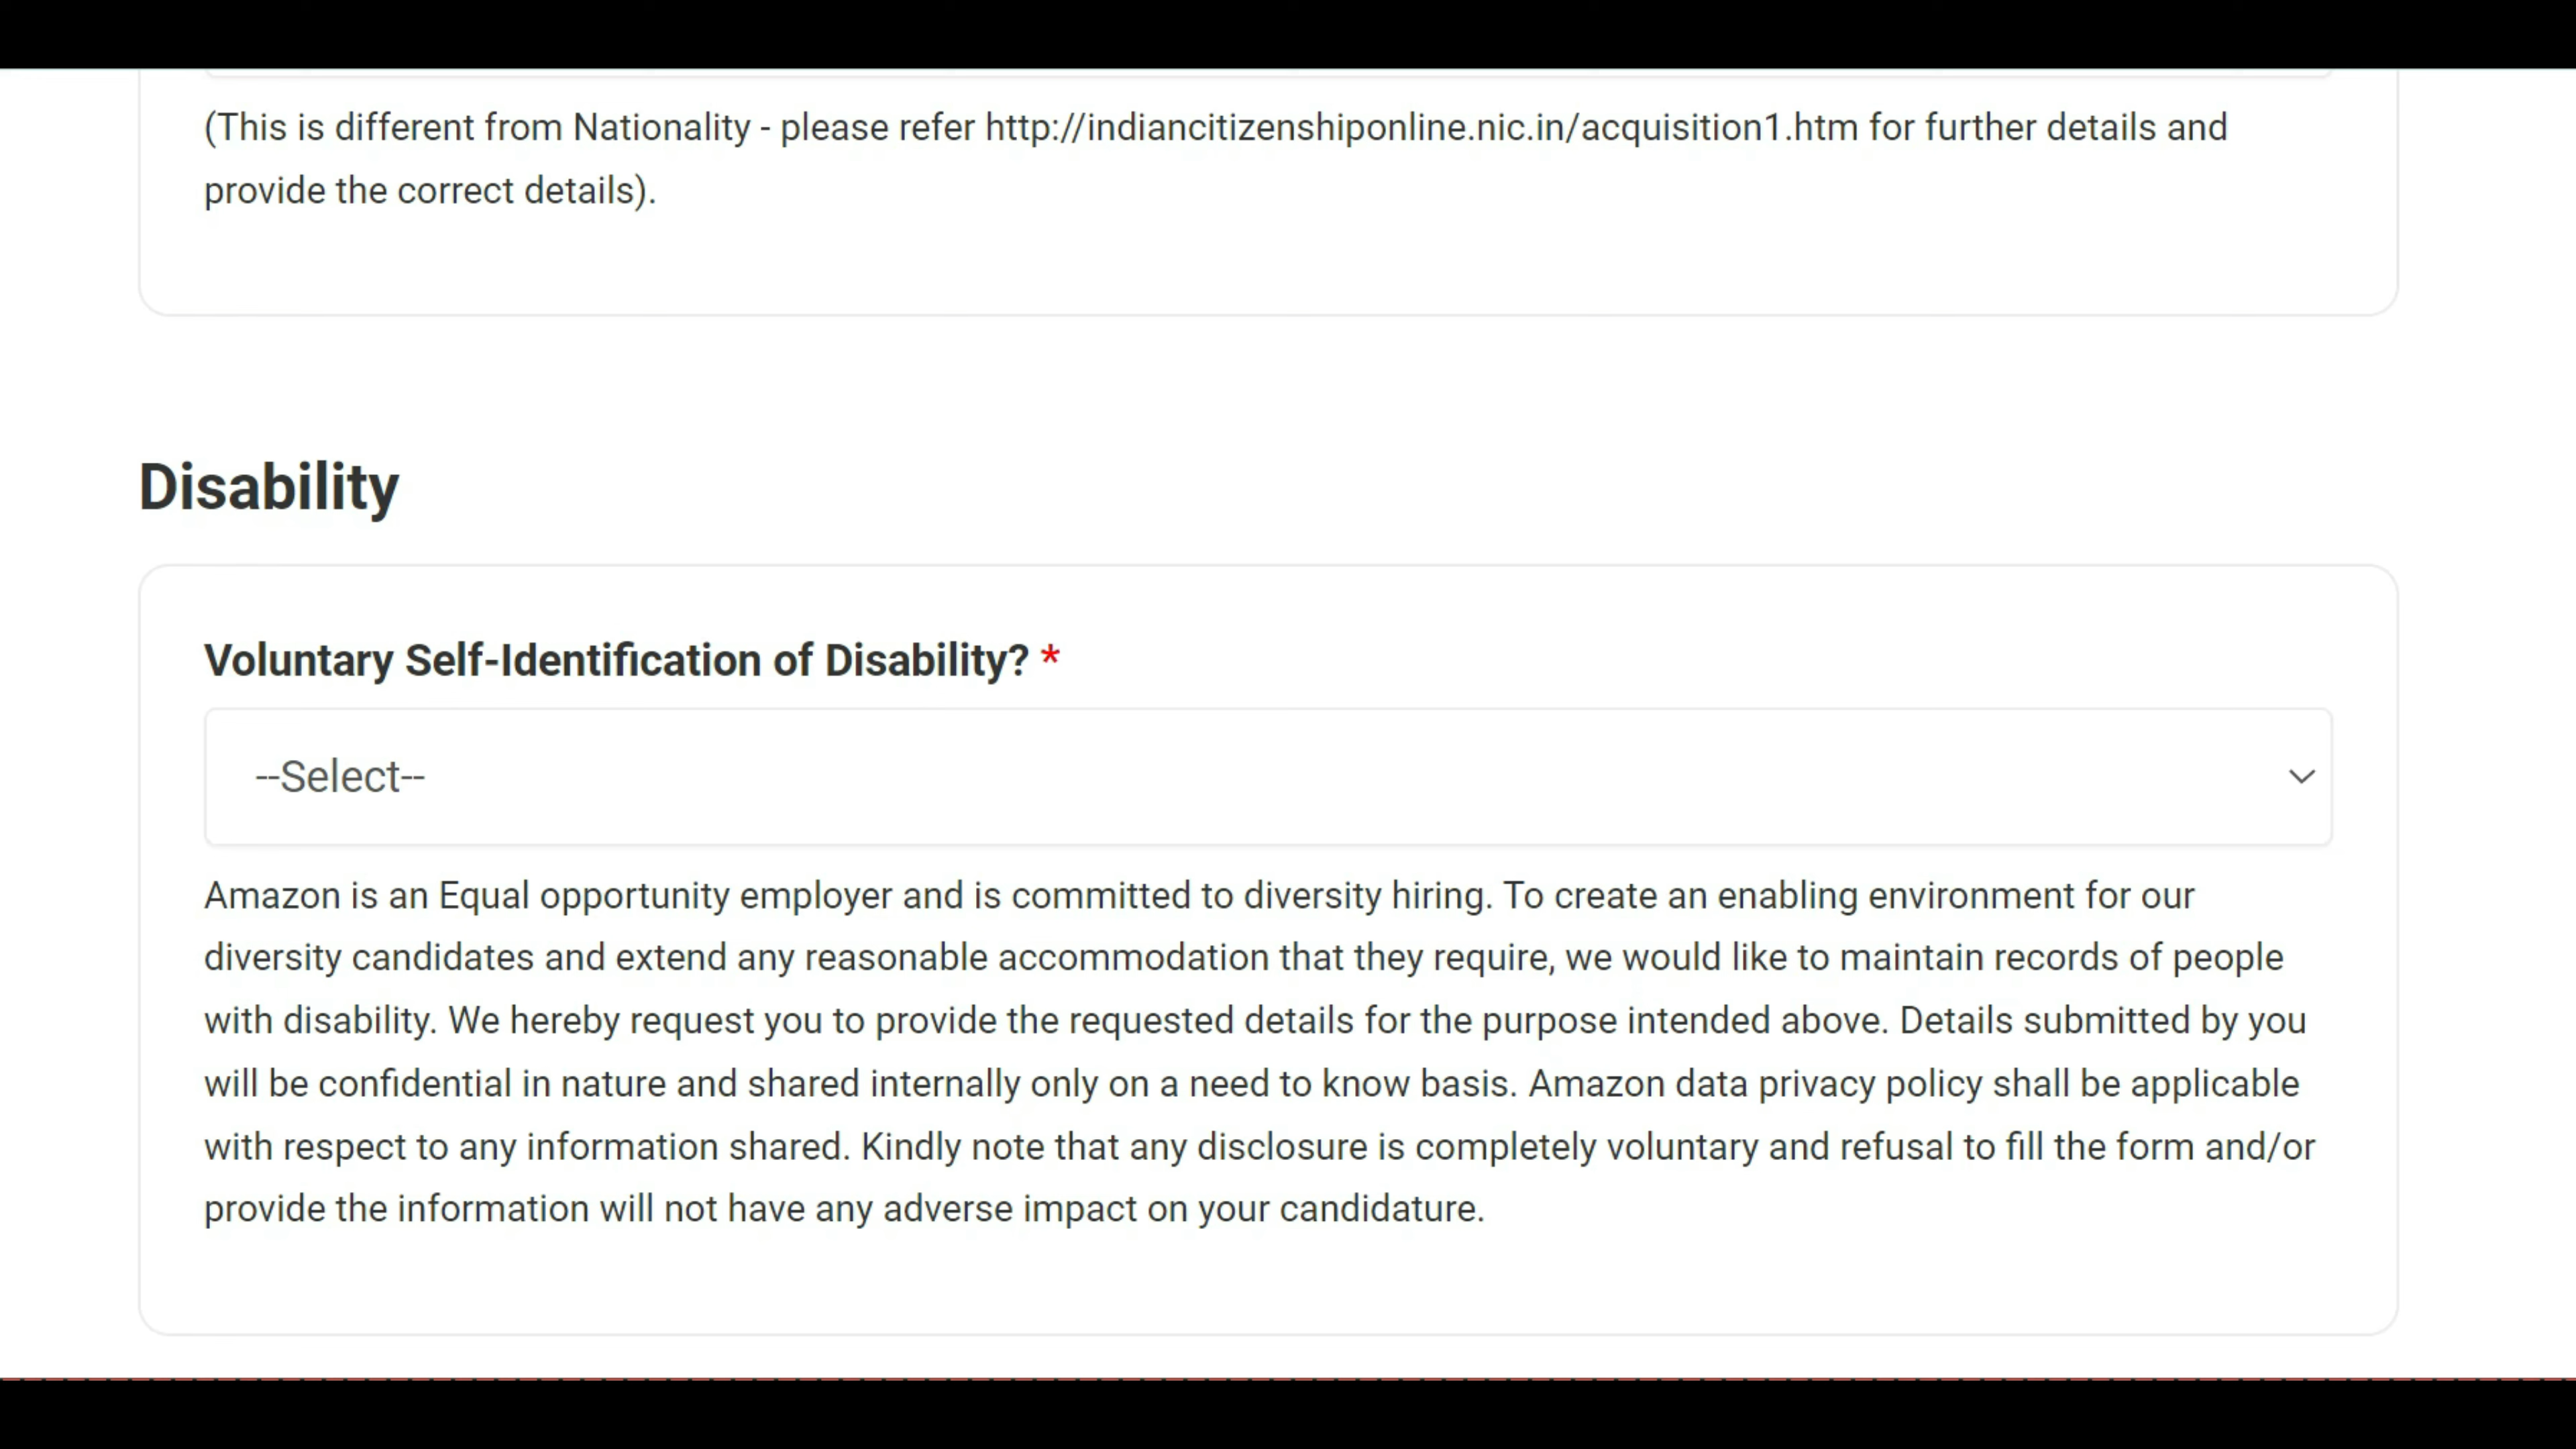 (This is different from Nationality - please refer http://indiancitizenshiponline.nic.in/acquisition1.htm for further details and
provide the correct details).
Disability
Voluntary Self-Identification of Disability? *
--Select--
Amazon is an Equal opportunity employer and is committed to diversity hiring. To create an enabling environment for our
diversity candidates and extend any reasonable accommodation that they require, we would like to maintain records of people
with disability. We hereby request you to provide the requested details for the purpose intended above. Details submitted by you
will be confidential in nature and shared internally only on a need to know basis. Amazon data privacy policy shall be applicable
with respect to any information shared. Kindly note that any disclosure is completely voluntary and refusal to fill the form and/or
provide the information will not have any adverse impact on your candidature.